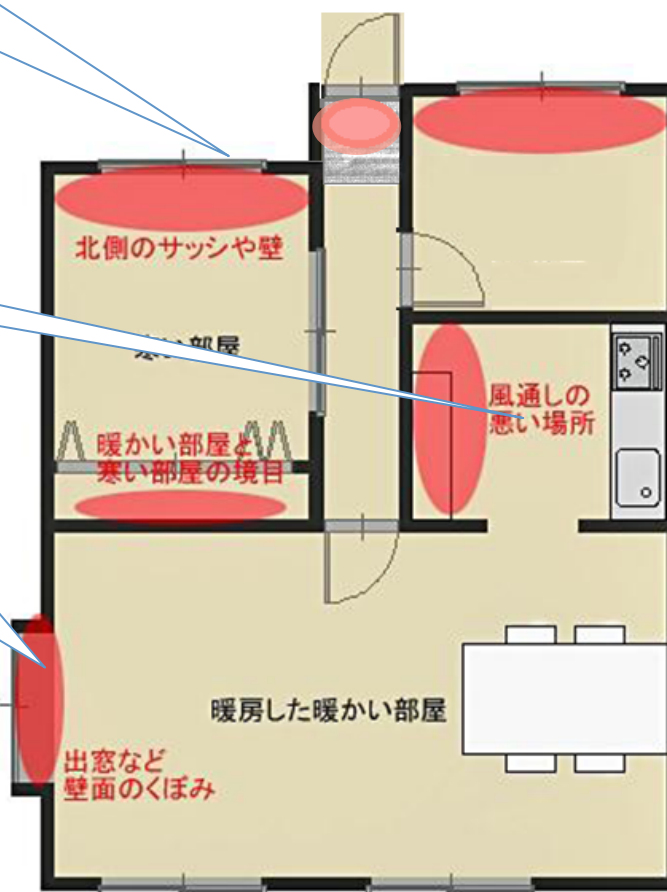 北側のサッシや壁
寒い部屋
風通しの
悪い場所
暖かい部屋と
寒い部屋の境目
暖房した暖かい部屋
出窓など
壁面のくぼみ